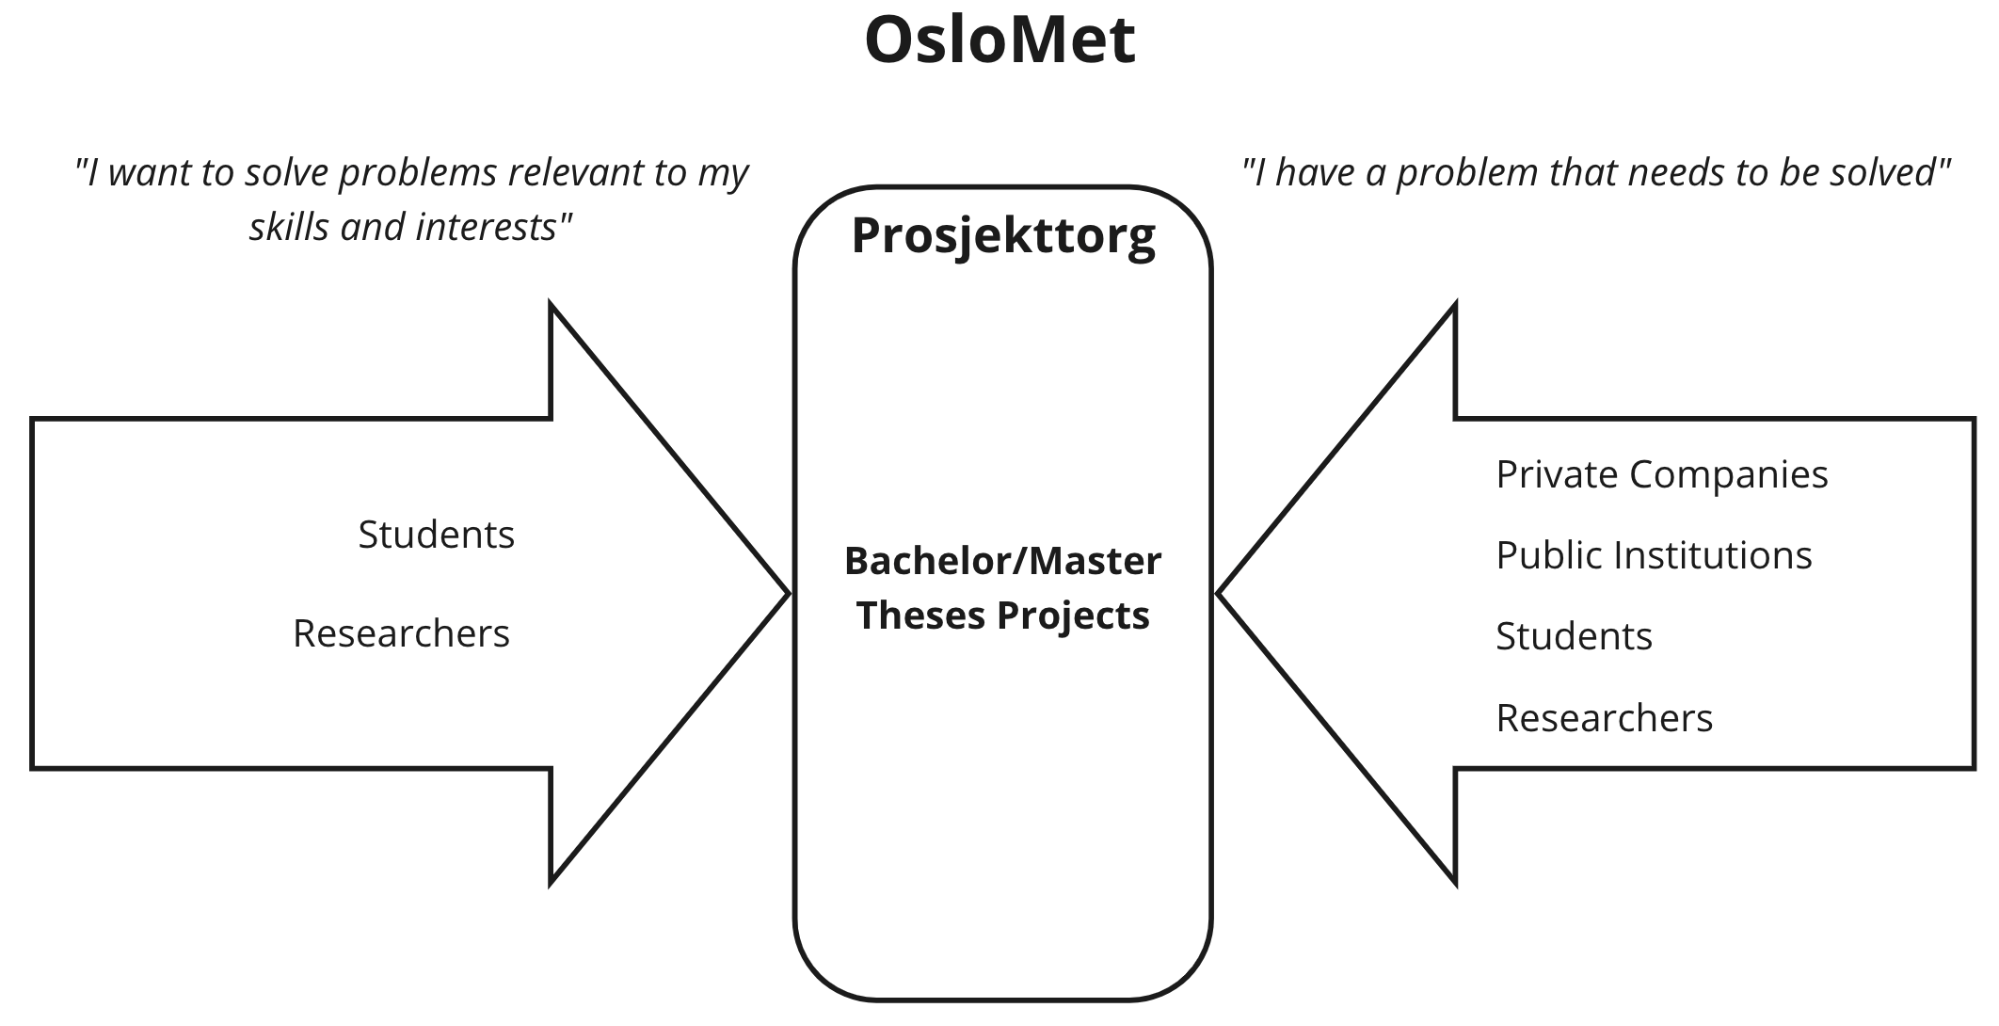 OsloMet
"I want to solve problems relevant to my
skills and interests"
"I have a problem that needs to be solved"
Prosjekttorg
Students
Researchers
Bachelor/Master
Theses Projects
Private Companies
Public Institutions
Students
Researchers